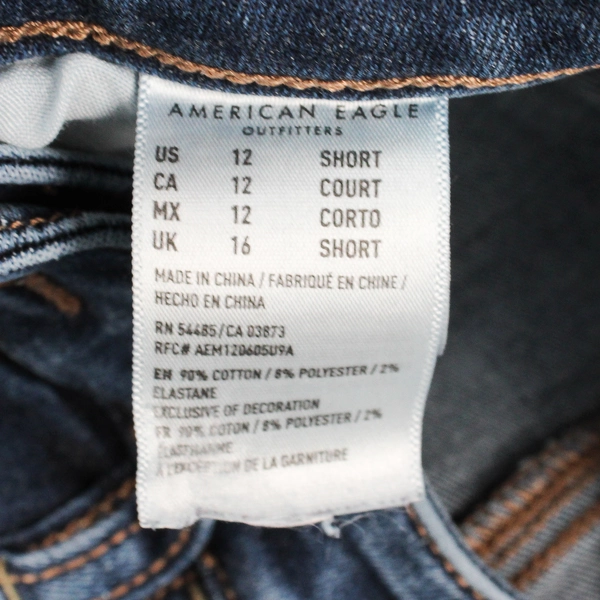 AMERICAN EAGLE
OUTFITTERS
US 12 SHORT
CA 12 COURT
MX 12 CORTO
UK 16 SHORT
MADE IN CHINA / FABRIQUÉ EN CHINE /
HECHO EN CHINA
RN 54485/CA 03873
RFC# AEM120605U9A
EN 90% COTTON / 8% POLYESTER / 2%
ELASTANE
EXCLUSIVE OF DECORATION
FR 90% COTON / 8% POLYESTER / 2%
ÉLASTHANNE
À L'EXCEPTION DE LA GARNITURE